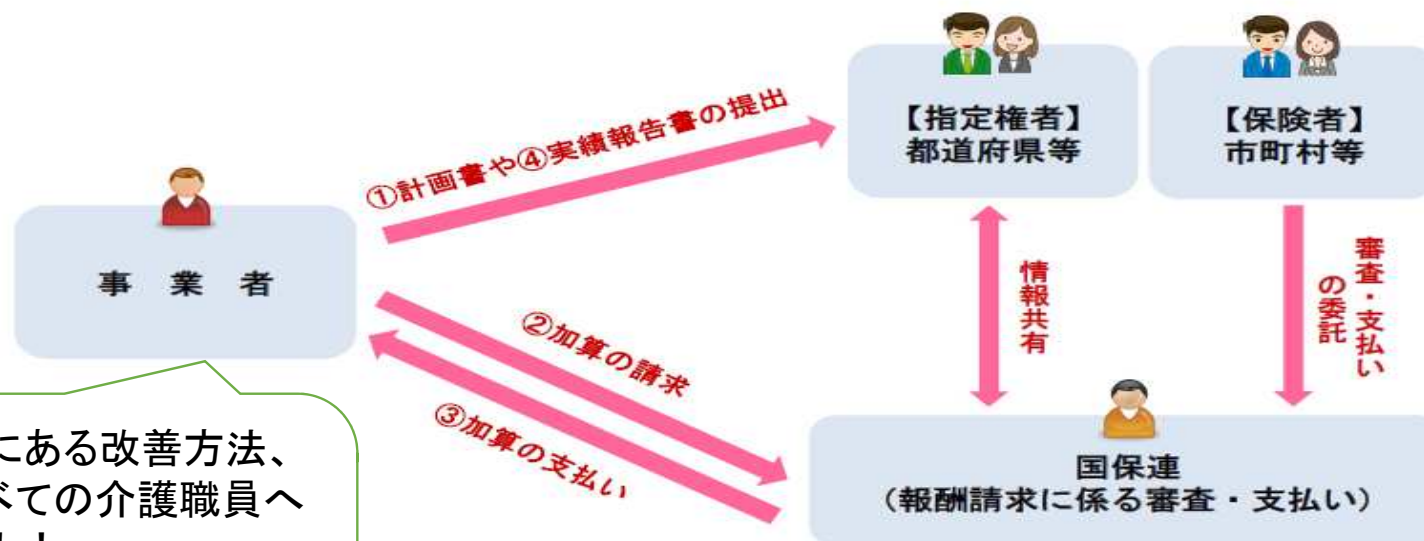 【指定権者】
都道府県等
【保険者】
市町村等
①計画書や④実績報告書の提出
事業者
情報共有
審査・支払い
の委託
②加算の請求
③加算の支払い
国保連
（報酬請求に係る審査・支払い）
にある改善方法、
べての介護職員へ